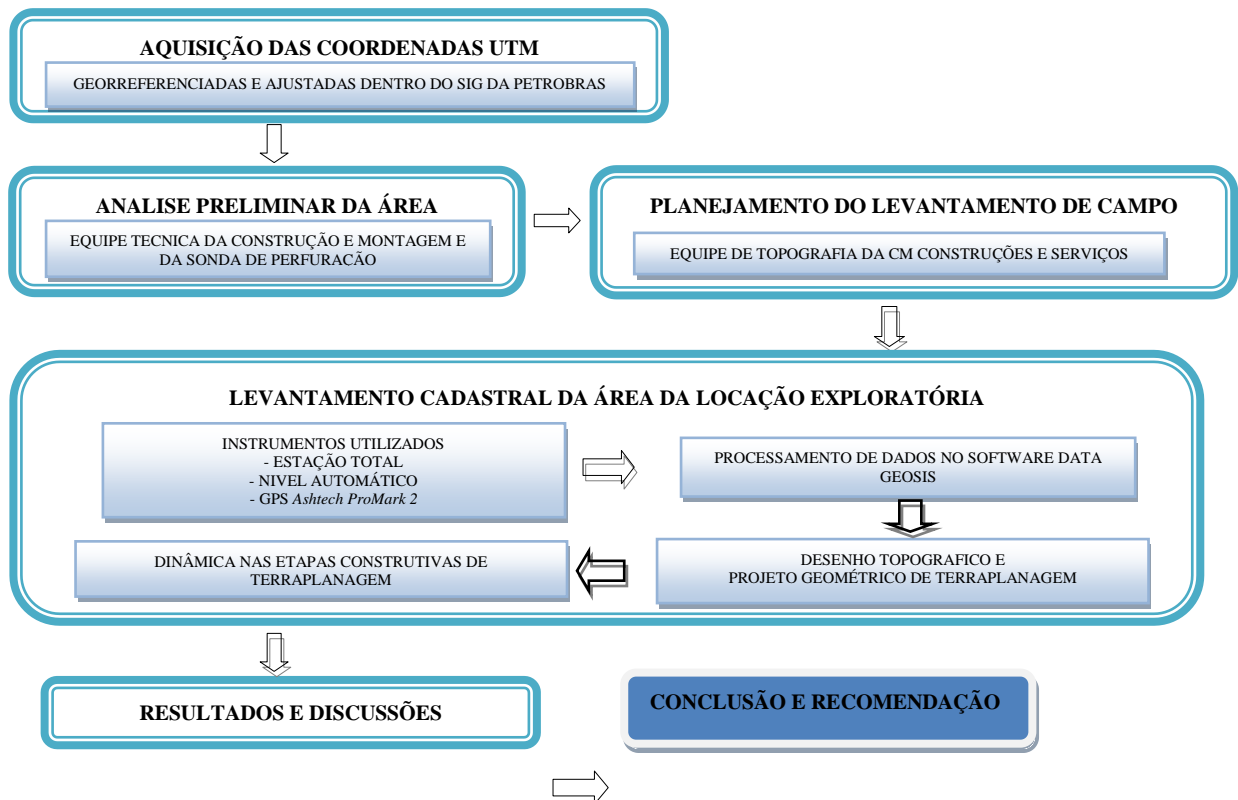 AQUISIÇÃO DAS COORDENADAS UTM
GEORREFERENCIADAS E AJUSTADAS DENTRO DO SIG DA PETROBRAS
ANALISE PRELIMINAR DA ÁREA
EQUIPE TECNICA DA CONSTRUÇÃO E MONTAGEM E
DA SONDA DE PERFURACÃO
PLANEJAMENTO DO LEVANTAMENTO DE CAMPO
EQUIPE DE TOPOGRAFIA DA CM CONSTRUÇÕES E SERVIÇOS
LEVANTAMENTO CADASTRAL DA ÁREA DA LOCAÇÃO EXPLORATÓRIA
INSTRUMENTOS UTILIZADOS
- ESTAÇÃO TOTAL
- NIVEL AUTOMÁTICO
- GPS Ashtech ProMark 2
PROCESSAMENTO DE DADOS NO SOFTWARE DATA
GEOSIS
DESENHO TOPOGRAFICO E
PROJETO GEOMÉTRICO DE TERRAPLANAGEM
DINÂMICA NAS ETAPAS CONSTRUTIVAS DE
TERRAPLANAGEM
RESULTADOS E DISCUSSÕES
CONCLUSÃO E RECOMENDAÇÃO